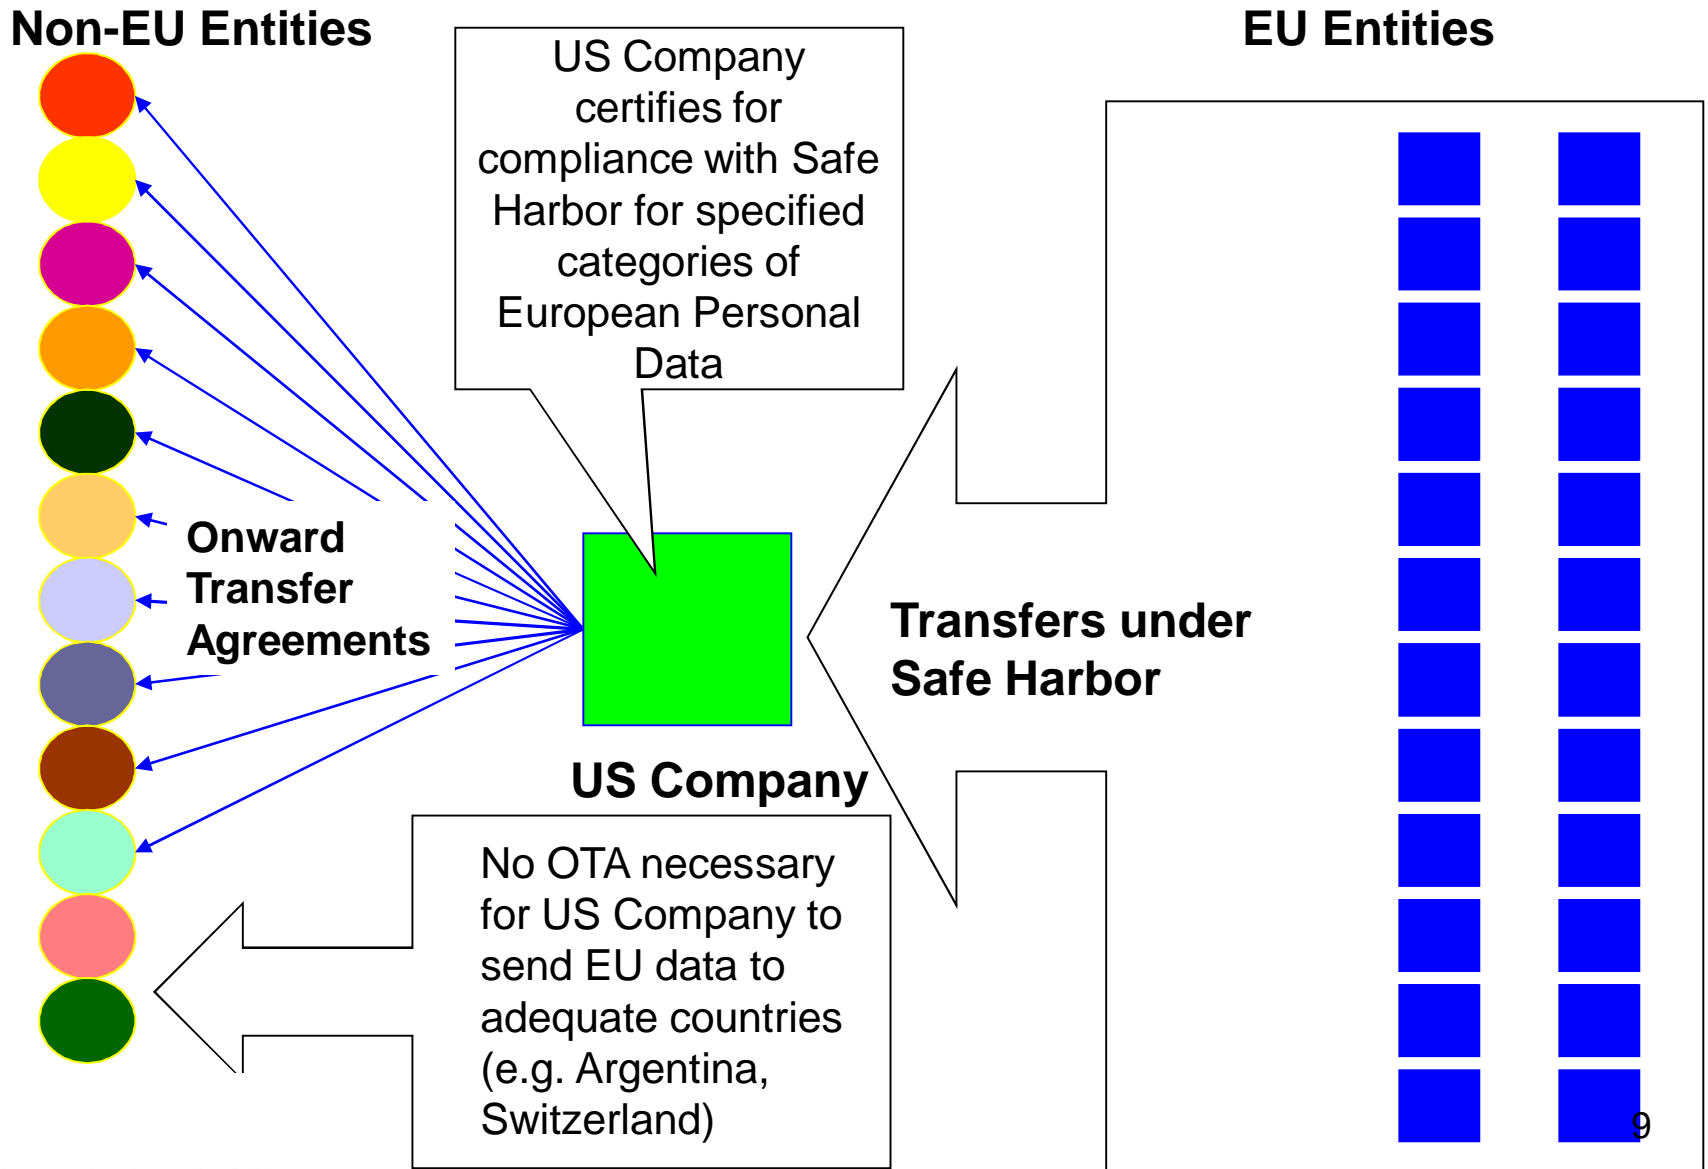 Non-EU Entities
EU Entities
US Company
certifies for
compliance with Safe
Harbor for specified
categories of
European Personal
Data
Onward
Transfer
Agreements
Transfers under
Safe Harbor
US Company
No OTA necessary
for US Company to
send EU data to
adequate countries
(e.g. Argentina,
Switzerland)
9